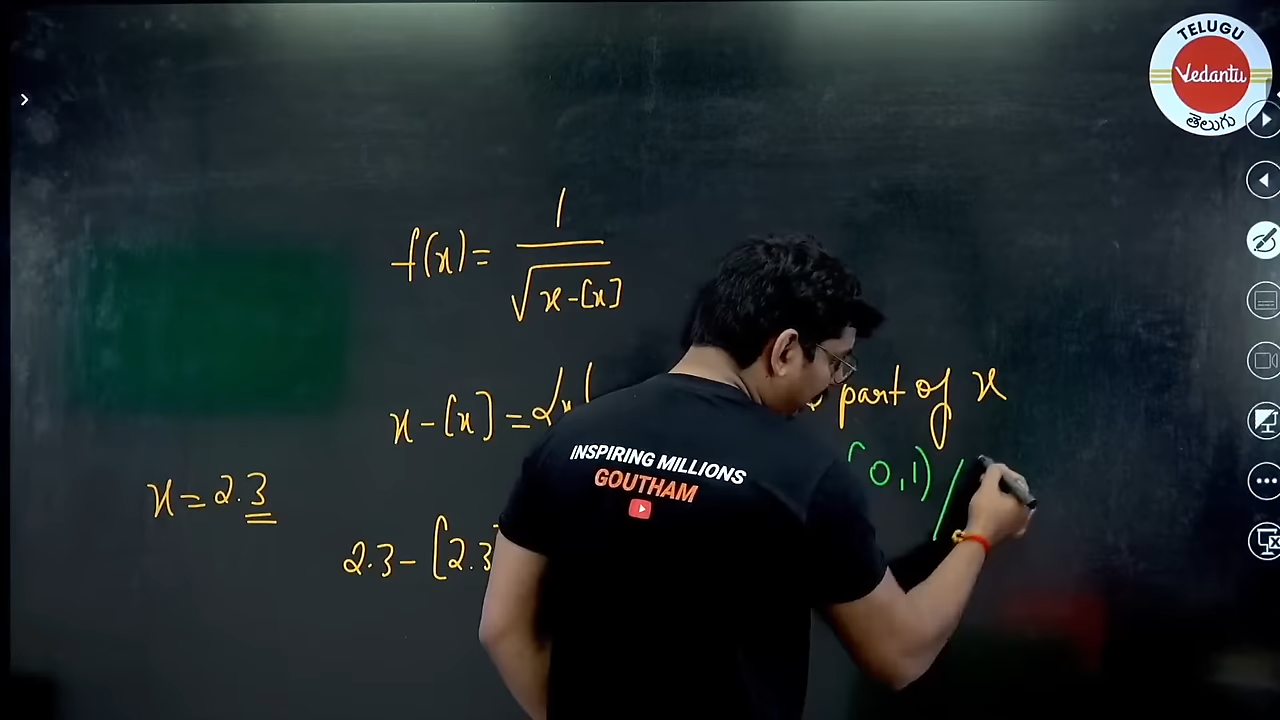 TELUGU
Vedantu
తెలుగు
f(x) = 1 / √x-[x]
x-[x] = {x} part of x
INSPIRING MILLIONS
GOUTHAM
[0,1) /
x = 2.3
2.3 - [2.3